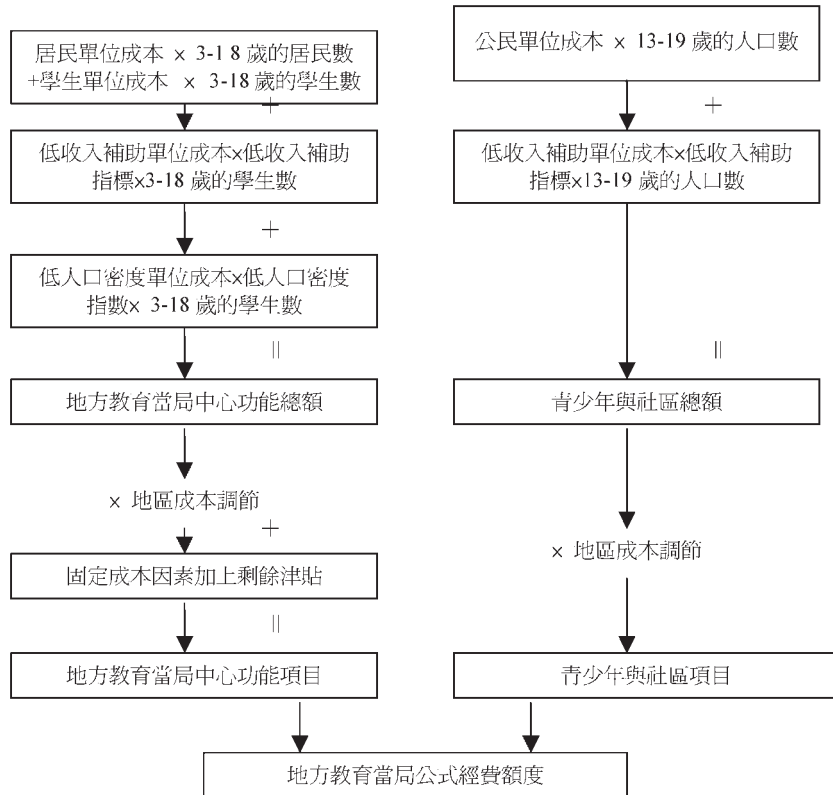 居民單位成本 × 3-18 歲的居民數
+學生單位成本 × 3-18 歲的學生數
+
低收入補助單位成本×低收入補助
指標×3-18 歲的學生數
+
低人口密度單位成本×低人口密度
指數× 3-18 歲的學生數
||
地方教育當局中心功能總額
× 地區成本調節
+
固定成本因素加上剩餘津貼
||
地方教育當局中心功能項目
公民單位成本 × 13-19 歲的人口數
+
低收入補助單位成本×低收入補助
指標×13-19 歲的人口數
||
青少年與社區總額
× 地區成本調節
青少年與社區項目
地方教育當局公式經費額度